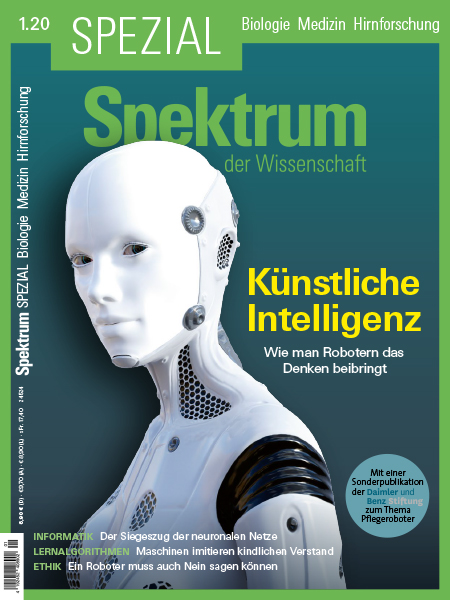 1.20
SPEZIAL
Biologie Medizin Hirnforschung
Spektrum
der Wissenschaft
Künstliche
Intelligenz
Wie man Robotern das
Denken beibringt
Mit einer
Sonderpublikation
der Daimler und
Benz Stiftung
zum Thema
Pflegeroboter
INFORMATIK Der Siegeszug der neuronalen Netze
LERNALGORITHMEN Maschinen imitieren kindlichen Verstand
ETHIK Ein Roboter muss auch Nein sagen können
Spektrum SPEZIAL Biologie Medizin Hirnforschung